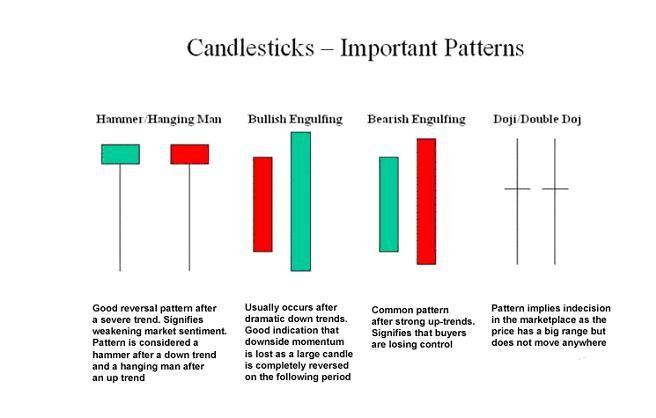 Candlesticks – Important Patterns
Hammer/Hanging Man
Bullish Engulfing
Bearish Engulfing
Doji/Double Doj
Good reversal pattern after
a severe trend. Signifies
weakening market sentiment.
Pattern is considered a
hammer after a down trend
and a hanging man after
an up trend
Usually occurs after
dramatic down trends.
Good indication that
downside momentum
is lost as a large candle
is completely reversed
on the following period
Common pattern
after strong up-trends.
Signifies that buyers
are losing control
Pattern implies indecision
in the marketplace as the
price has a big range but
does not move anywhere